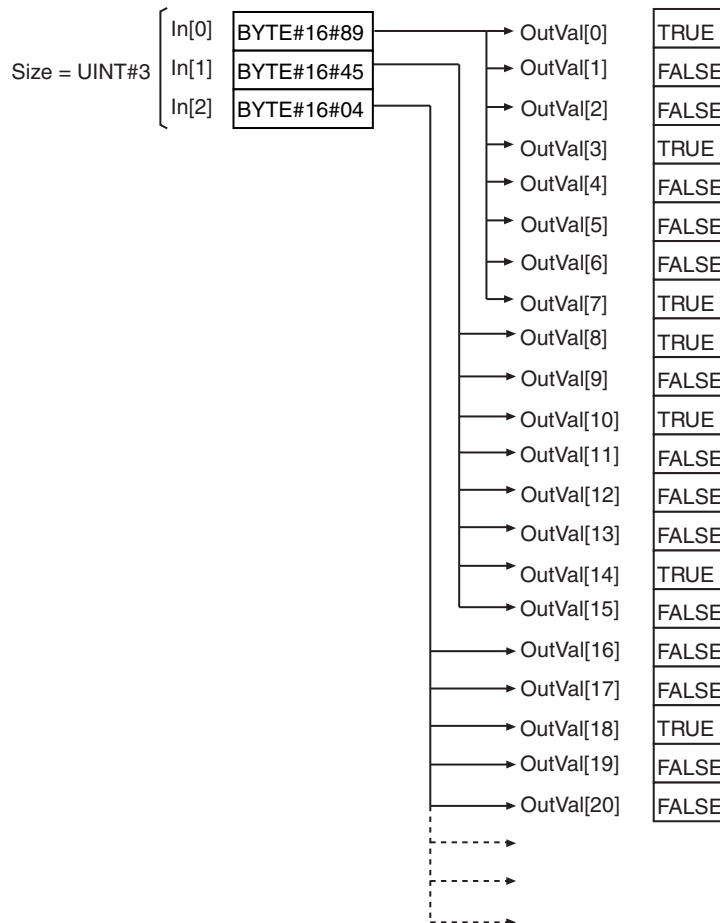 In[0] BYTE#16#89 OutVal[0] TRUE
Size = UINT#3 In[1] BYTE#16#45 OutVal[1] FALSE
In[2] BYTE#16#04 OutVal[2] FALSE
OutVal[3] TRUE
OutVal[4] FALSE
OutVal[5] FALSE
OutVal[6] FALSE
OutVal[7] TRUE
OutVal[8] TRUE
OutVal[9] FALSE
OutVal[10] TRUE
OutVal[11] FALSE
OutVal[12] FALSE
OutVal[13] FALSE
OutVal[14] TRUE
OutVal[15] FALSE
OutVal[16] FALSE
OutVal[17] FALSE
OutVal[18] TRUE
OutVal[19] FALSE
OutVal[20] FALSE